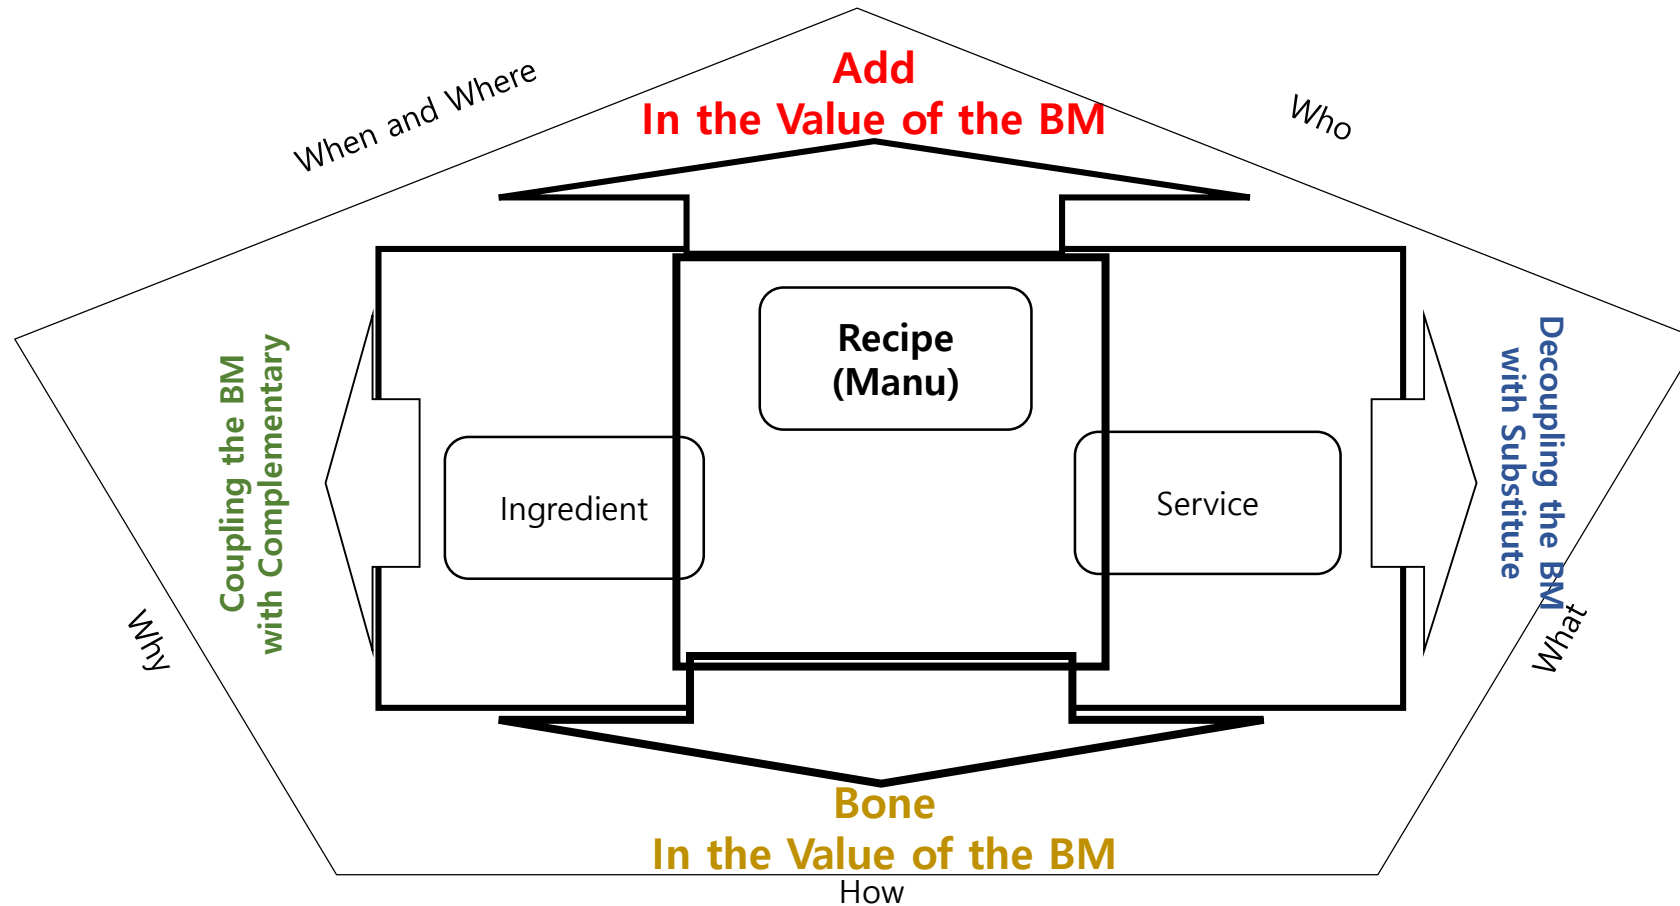 Add
In the Value of the BM
When and Where
Who
Recipe
(Manu)
Coupling the BM
with Complementary
Ingredient
Service
Decoupling the BM
with Substitute
Why
What
Bone
In the Value of the BM
How